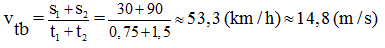 v_tb = (s_1 + s_2)/(t_1 + t_2) = (30 + 90)/(0,75 + 1,5) ≈ 53,3 (km / h) ≈ 14,8 (m / s)